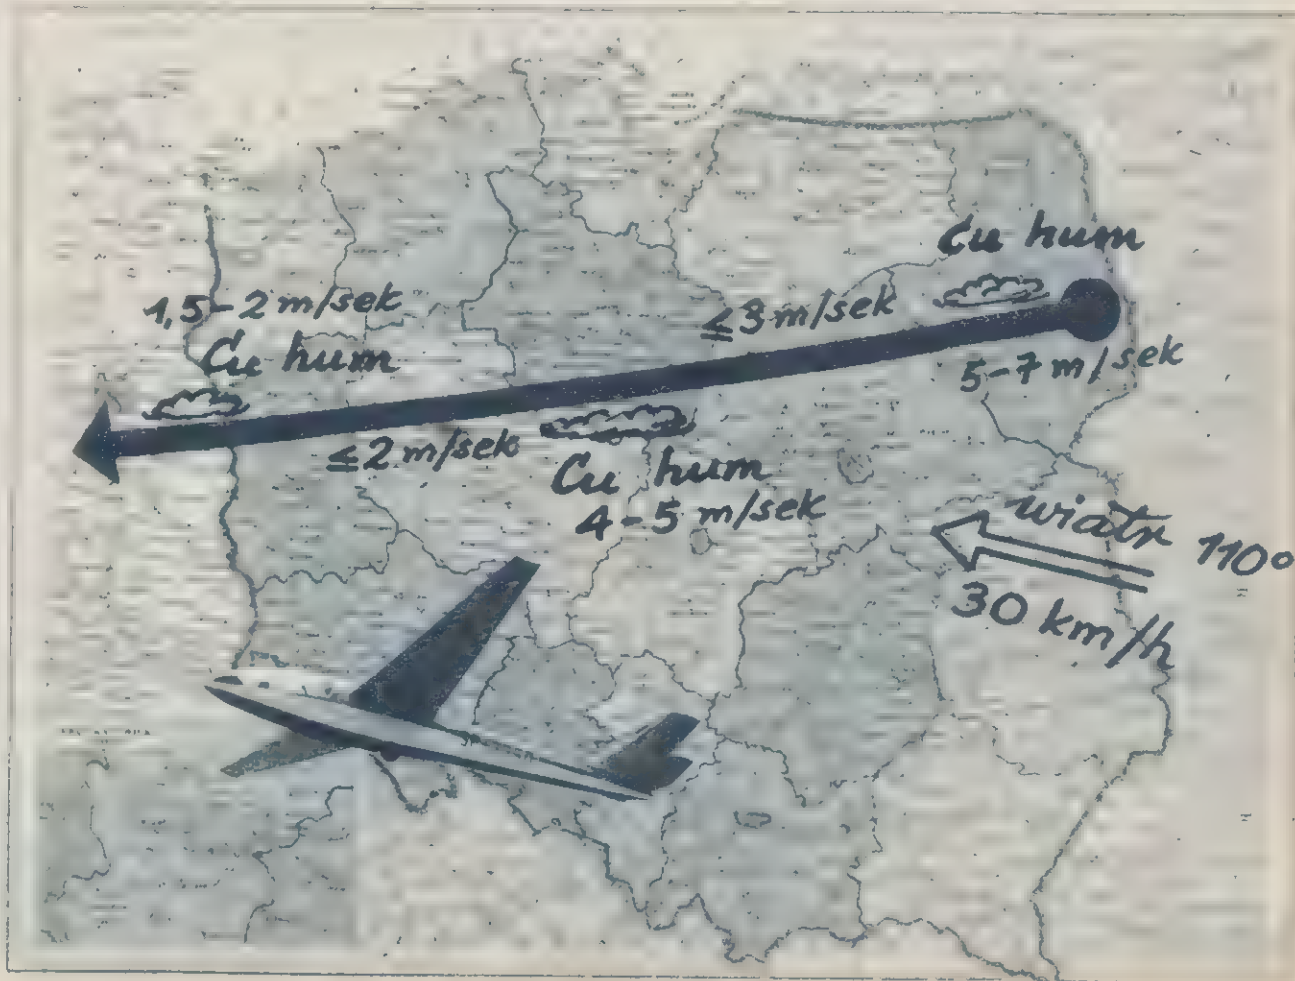 Cu hum
1,5-2 m/sek
≤3 m/sek
Cu hum
5-7 m/sek
≤2 m/sek
Cu hum
4-5 m/sek
wiatr 110°
30 km/h